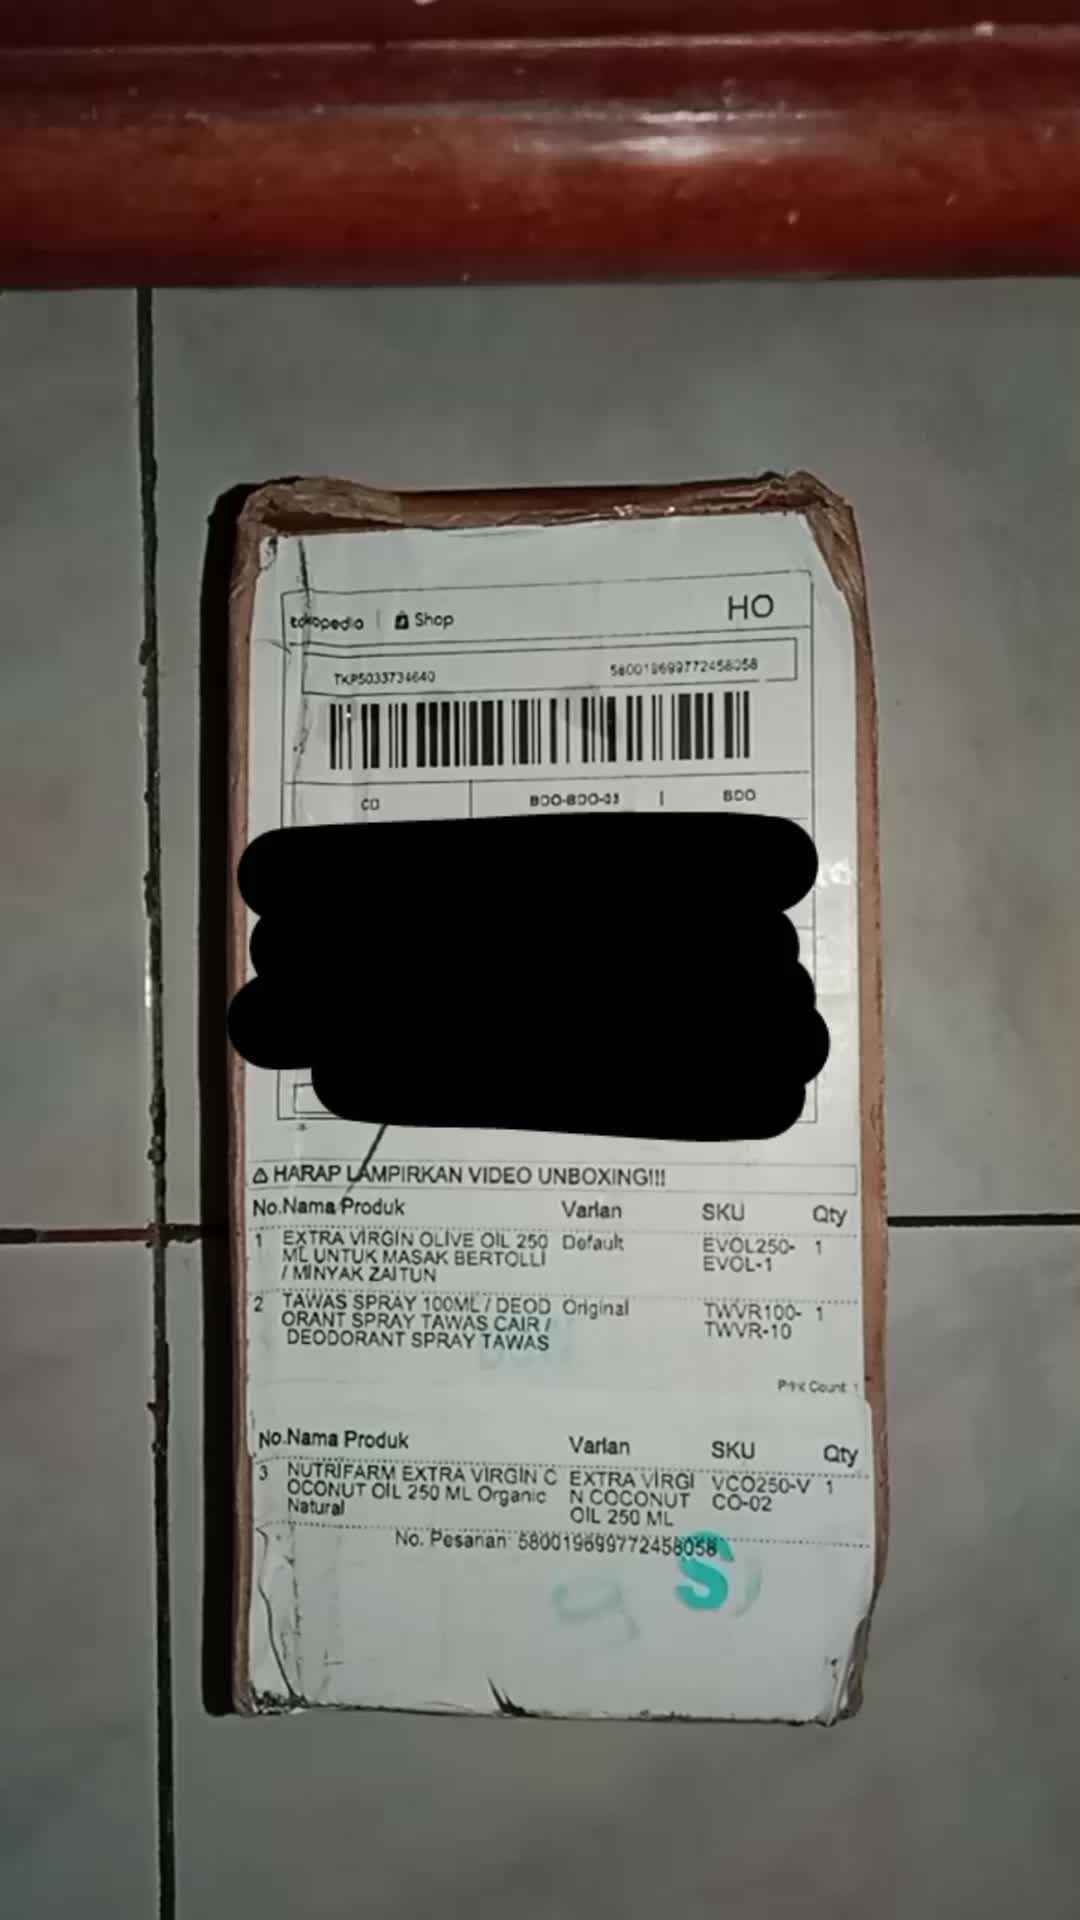 tokopedia | Shop
HO
TKP5033734640 580019699772458058
CO BDO-BDO-03 | BDO
⚠ HARAP LAMPIRKAN VIDEO UNBOXING!!!
No. Nama Produk Varian SKU Qty
1 EXTRA VIRGIN OLIVE OIL 250 Default EVOL250- 1
ML UNTUK MASAK BERTOLLI EVOL-1
/ MINYAK ZAITUN
2 TAWAS SPRAY 100ML / DEOD Original TWVR100- 1
ORANT SPRAY TAWAS CAIR / TWVR-10
DEODORANT SPRAY TAWAS
Print Count: 1
No. Nama Produk Varian SKU Qty
3 NUTRIFARM EXTRA VIRGIN C EXTRA VIRGI VCO250-V 1
OCONUT OIL 250 ML Organic N COCONUT CO-02
Natural OIL 250 ML
No. Pesanan: 580019699772458058
S